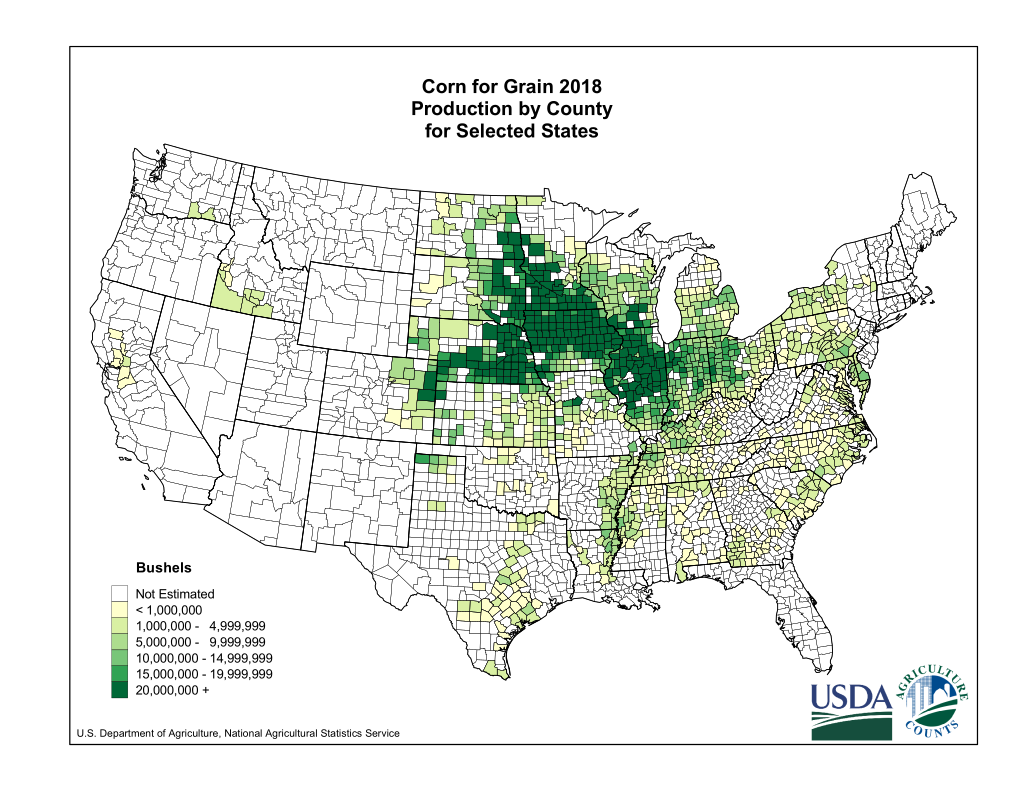 Corn for Grain 2018
Production by County
for Selected States
Bushels
Not Estimated
< 1,000,000
1,000,000 - 4,999,999
5,000,000 - 9,999,999
10,000,000 - 14,999,999
15,000,000 - 19,999,999
20,000,000 +
U.S. Department of Agriculture, National Agricultural Statistics Service
USDA
AGRICULTURE
COUNTS